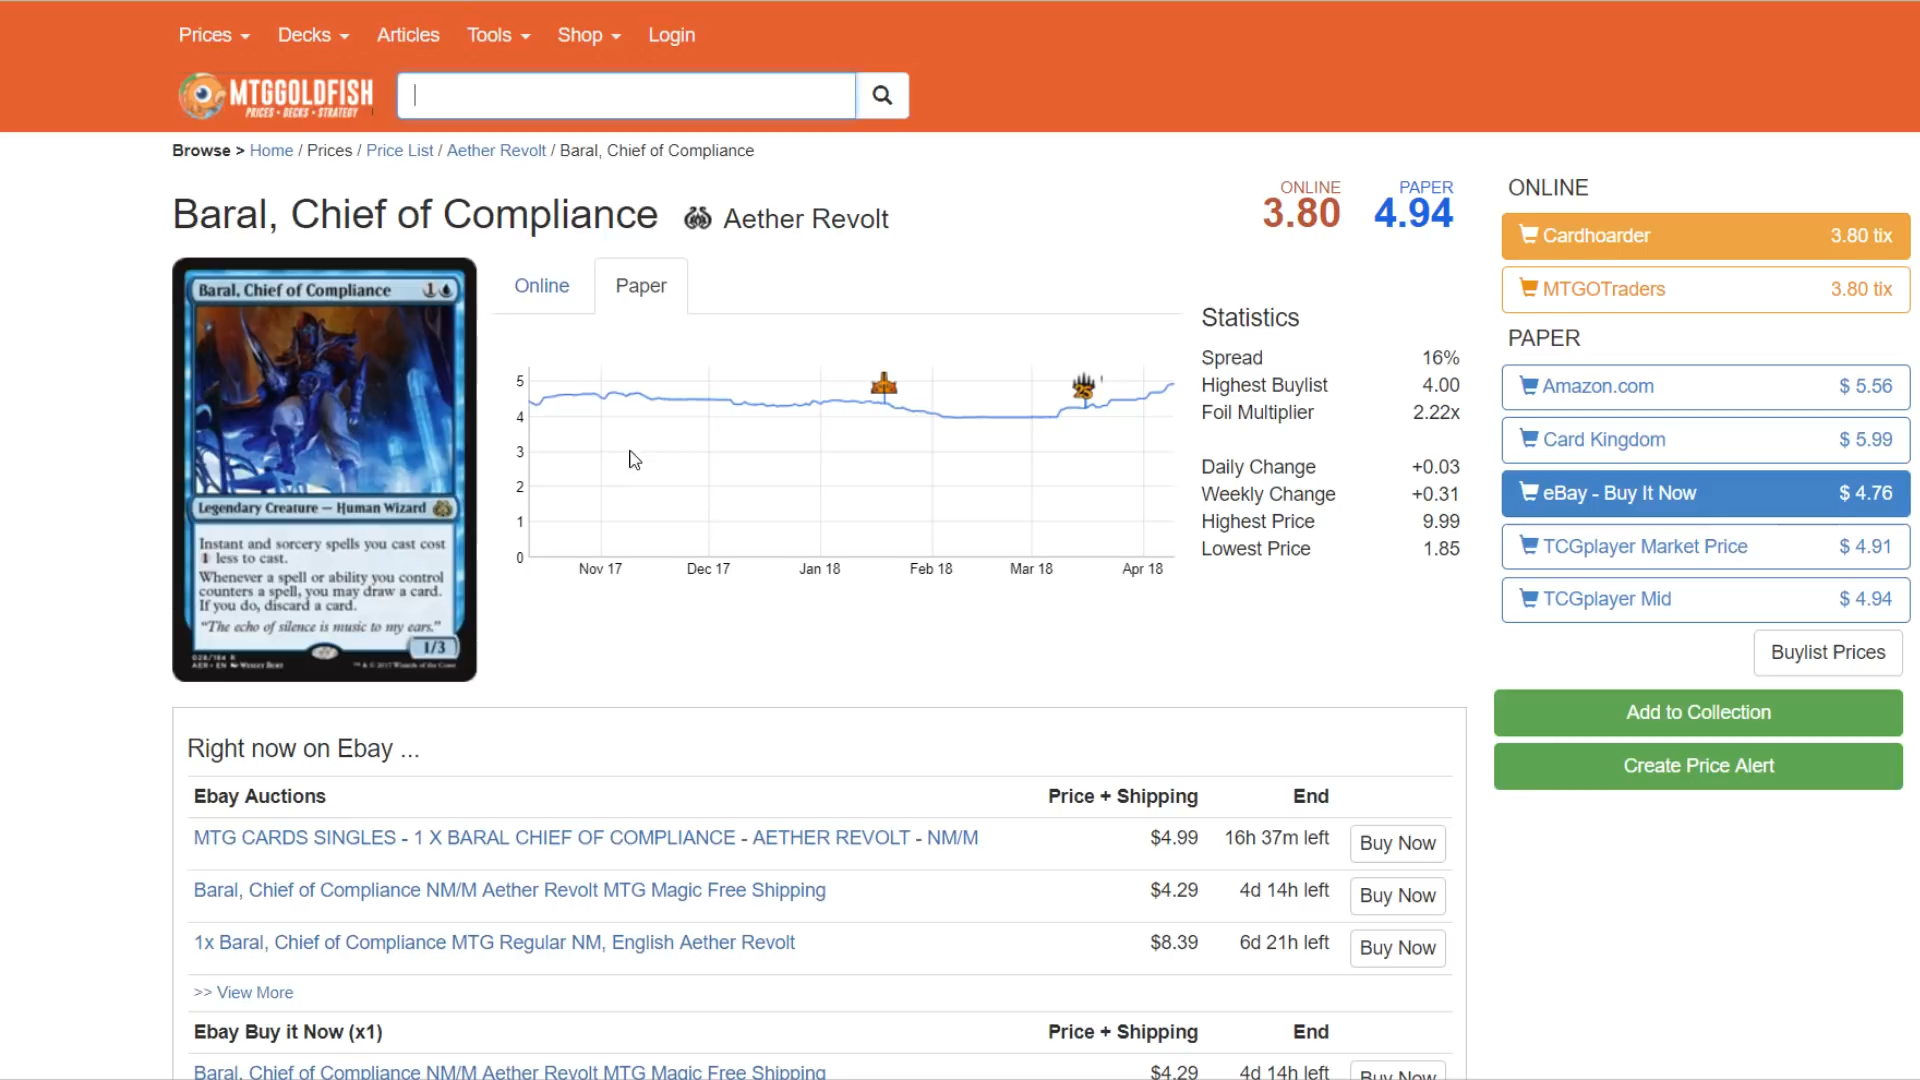 Prices Decks Articles Tools Shop Login
MTGGOLDFISH
PRICES • DECKS • STRATEGY
Browse > Home / Prices / Price List / Aether Revolt / Baral, Chief of Compliance
Baral, Chief of Compliance Aether Revolt
ONLINE PAPER
3.80 4.94
Baral, Chief of Compliance 1
Legendary Creature — Human Wizard
Instant and sorcery spells you cast cost
1 less to cast.
Whenever a spell or ability you control
counters a spell, you may draw a card.
If you do, discard a card.
"The echo of silence is music to my ears."
1/3
Online Paper
25
5
4
3
2
1
0
Nov 17 Dec 17 Jan 18 Feb 18 Mar 18 Apr 18
Statistics
Spread 16%
Highest Buylist 4.00
Foil Multiplier 2.22x
Daily Change +0.03
Weekly Change +0.31
Highest Price 9.99
Lowest Price 1.85
ONLINE
Cardhoarder 3.80 tix
MTGOTraders 3.80 tix
PAPER
Amazon.com $ 5.56
Card Kingdom $ 5.99
eBay - Buy It Now $ 4.76
TCGplayer Market Price $ 4.91
TCGplayer Mid $ 4.94
Buylist Prices
Add to Collection
Create Price Alert
Right now on Ebay ...
Ebay Auctions Price + Shipping End
MTG CARDS SINGLES - 1 X BARAL CHIEF OF COMPLIANCE - AETHER REVOLT - NM/M $4.99 16h 37m left Buy Now
Baral, Chief of Compliance NM/M Aether Revolt MTG Magic Free Shipping $4.29 4d 14h left Buy Now
1x Baral, Chief of Compliance MTG Regular NM, English Aether Revolt $8.39 6d 21h left Buy Now
>> View More
Ebay Buy it Now (x1) Price + Shipping End
Baral, Chief of Compliance NM/M Aether Revolt MTG Magic Free Shipping $4.29 4d 14h left Buy Now